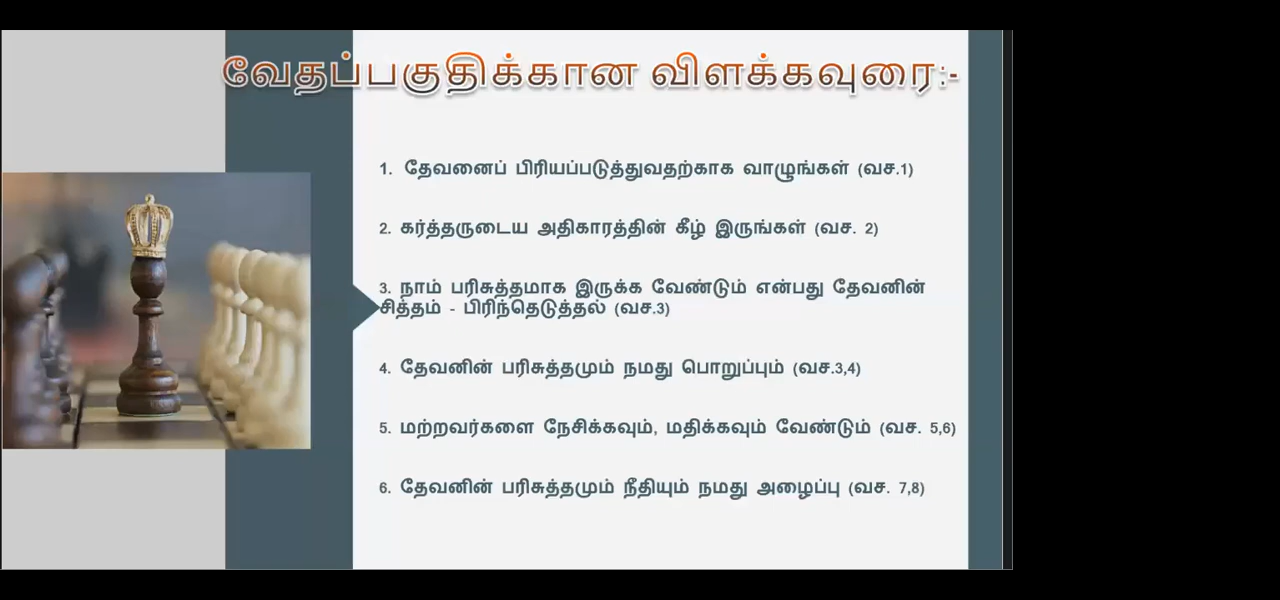 வேதப்பகுதிக்கான விளக்கவுரை:-
1. தேவனைப் பிரியப்படுத்துவதற்காக வாழுங்கள் (வச.1)
2. கர்த்தருடைய அதிகாரத்தின் கீழ் இருங்கள் (வச. 2)
3. நாம் பரிசுத்தமாக இருக்க வேண்டும் என்பது தேவனின்
சித்தம் - பிரிந்தெடுத்தல் (வச.3)
4. தேவனின் பரிசுத்தமும் நமது பொறுப்பும் (வச.3,4)
5. மற்றவர்களை நேசிக்கவும், மதிக்கவும் வேண்டும் (வச. 5,6)
6. தேவனின் பரிசுத்தமும் நீதியும் நமது அழைப்பு (வச. 7,8)